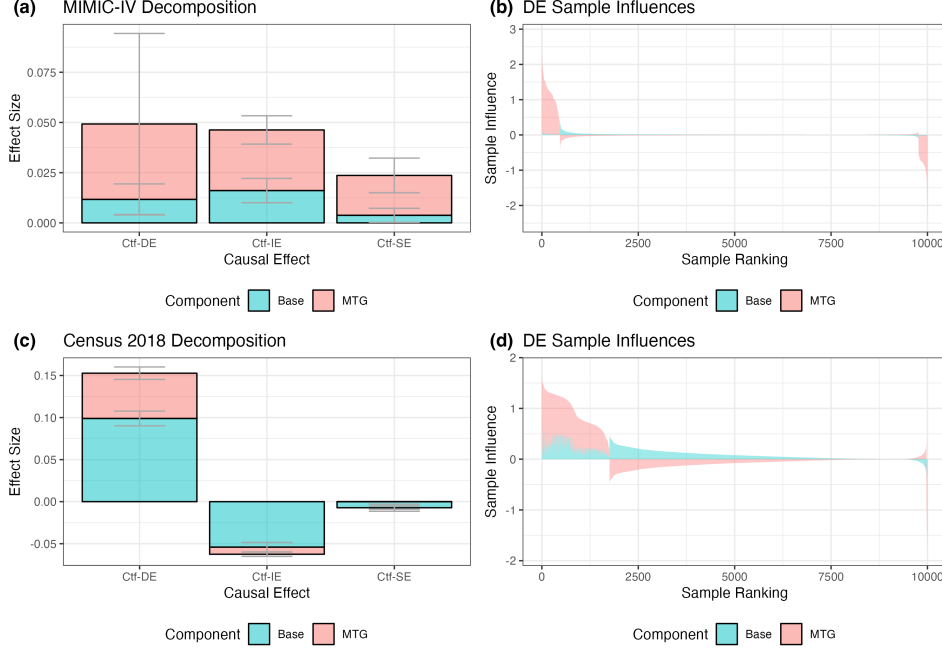 (a) MIMIC-IV Decomposition
Effect Size
0.075
0.050
0.025
0.000
Ctf-DE Ctf-IE Ctf-SE
Causal Effect
Component Base MTG
(b) DE Sample Influences
Sample Influence
3
2
1
0
-1
-2
0 2500 5000 7500 10000
Sample Ranking
Component Base MTG
(c) Census 2018 Decomposition
Effect Size
0.15
0.10
0.05
0.00
-0.05
Ctf-DE Ctf-IE Ctf-SE
Causal Effect
Component Base MTG
(d) DE Sample Influences
Sample Influence
2
1
0
-1
-2
0 2500 5000 7500 10000
Sample Ranking
Component Base MTG